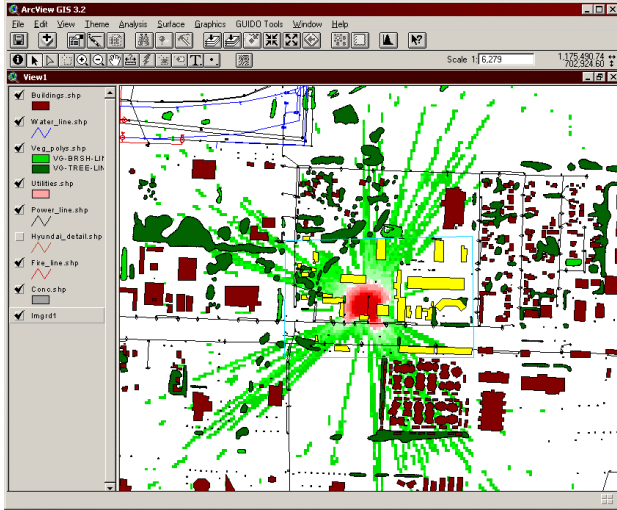 ArcView GIS 3.2
File Edit View Theme Analysis Surface Graphics GUIDO Tools Window Help
Scale 1: 6,279
1,175,490.74
702,924.60
View1
Buildings.shp
Water_line.shp
Veg_polys.shp
VG-BRSH-LIN
VG-TREE-LIN
Utilities.shp
Power_line.shp
Hyundai_detail.shp
Fire_line.shp
Conc.shp
Imgrd1